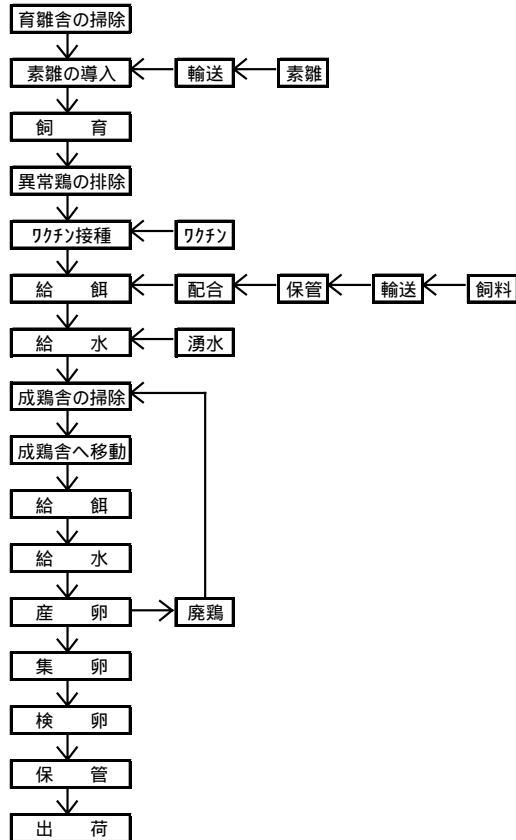 育雛舎の掃除
素雛の導入 輸送 素雛
飼 育
異常鶏の排除
ワクチン接種 ワクチン
給 餌 配合 保管 輸送 飼料
給 水 湧水
成鶏舎の掃除
成鶏舎へ移動
給 餌
給 水
産 卵 廃鶏
集 卵
検 卵
保 管
出 荷